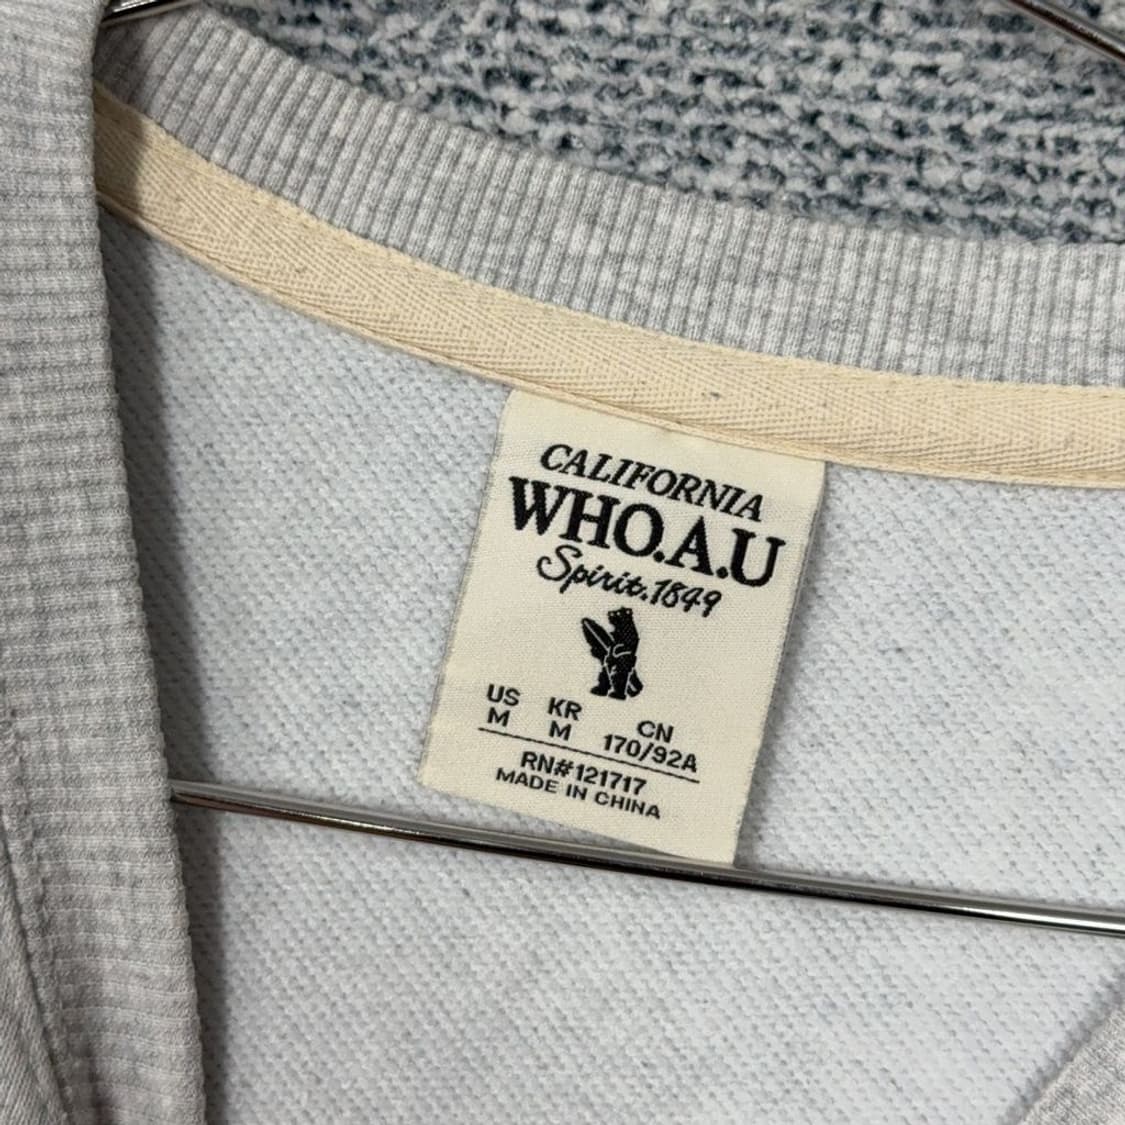 CALIFORNIA
WHO.A.U
Spirit.1849
US KR CN
M M 170/92A
RN#121717
MADE IN CHINA